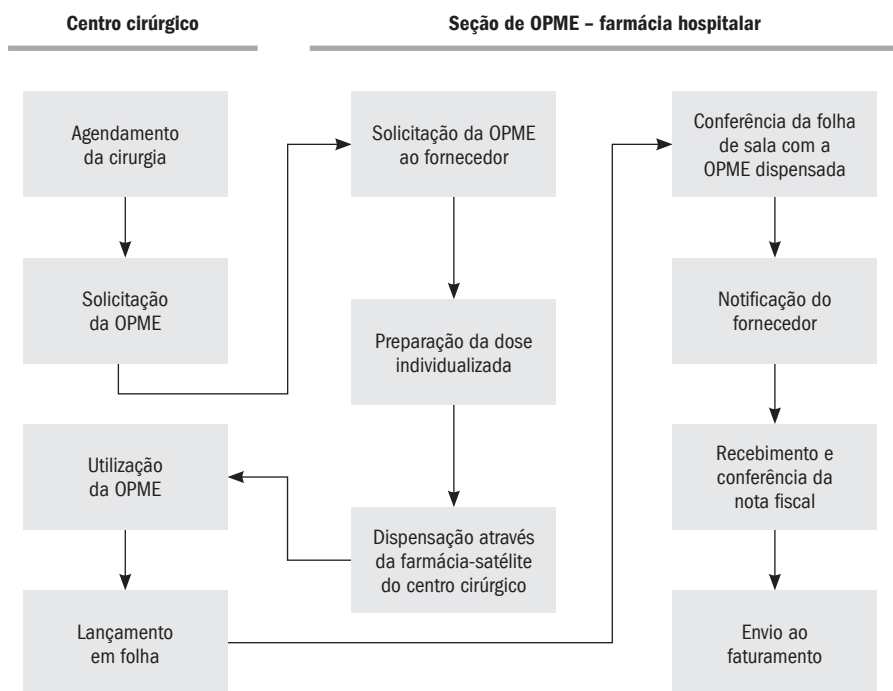 Centro cirúrgico
Seção de OPME – farmácia hospitalar
Agendamento
da cirurgia
Solicitação
da OPME
Solicitação da OPME
ao fornecedor
Preparação da dose
individualizada
Dispensação através
da farmácia-satélite
do centro cirúrgico
Utilização
da OPME
Lançamento
em folha
Conferência da folha
de sala com a
OPME dispensada
Notificação do
fornecedor
Recebimento e
conferência da
nota fiscal
Envio ao
faturamento